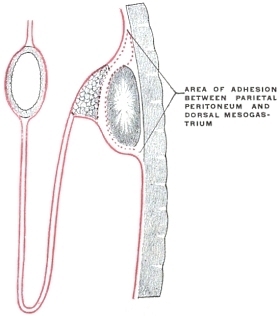 AREA OF ADHESION
BETWEEN PARIETAL
PERITONEUM AND
DORSAL MESOGAS-
TRIUM